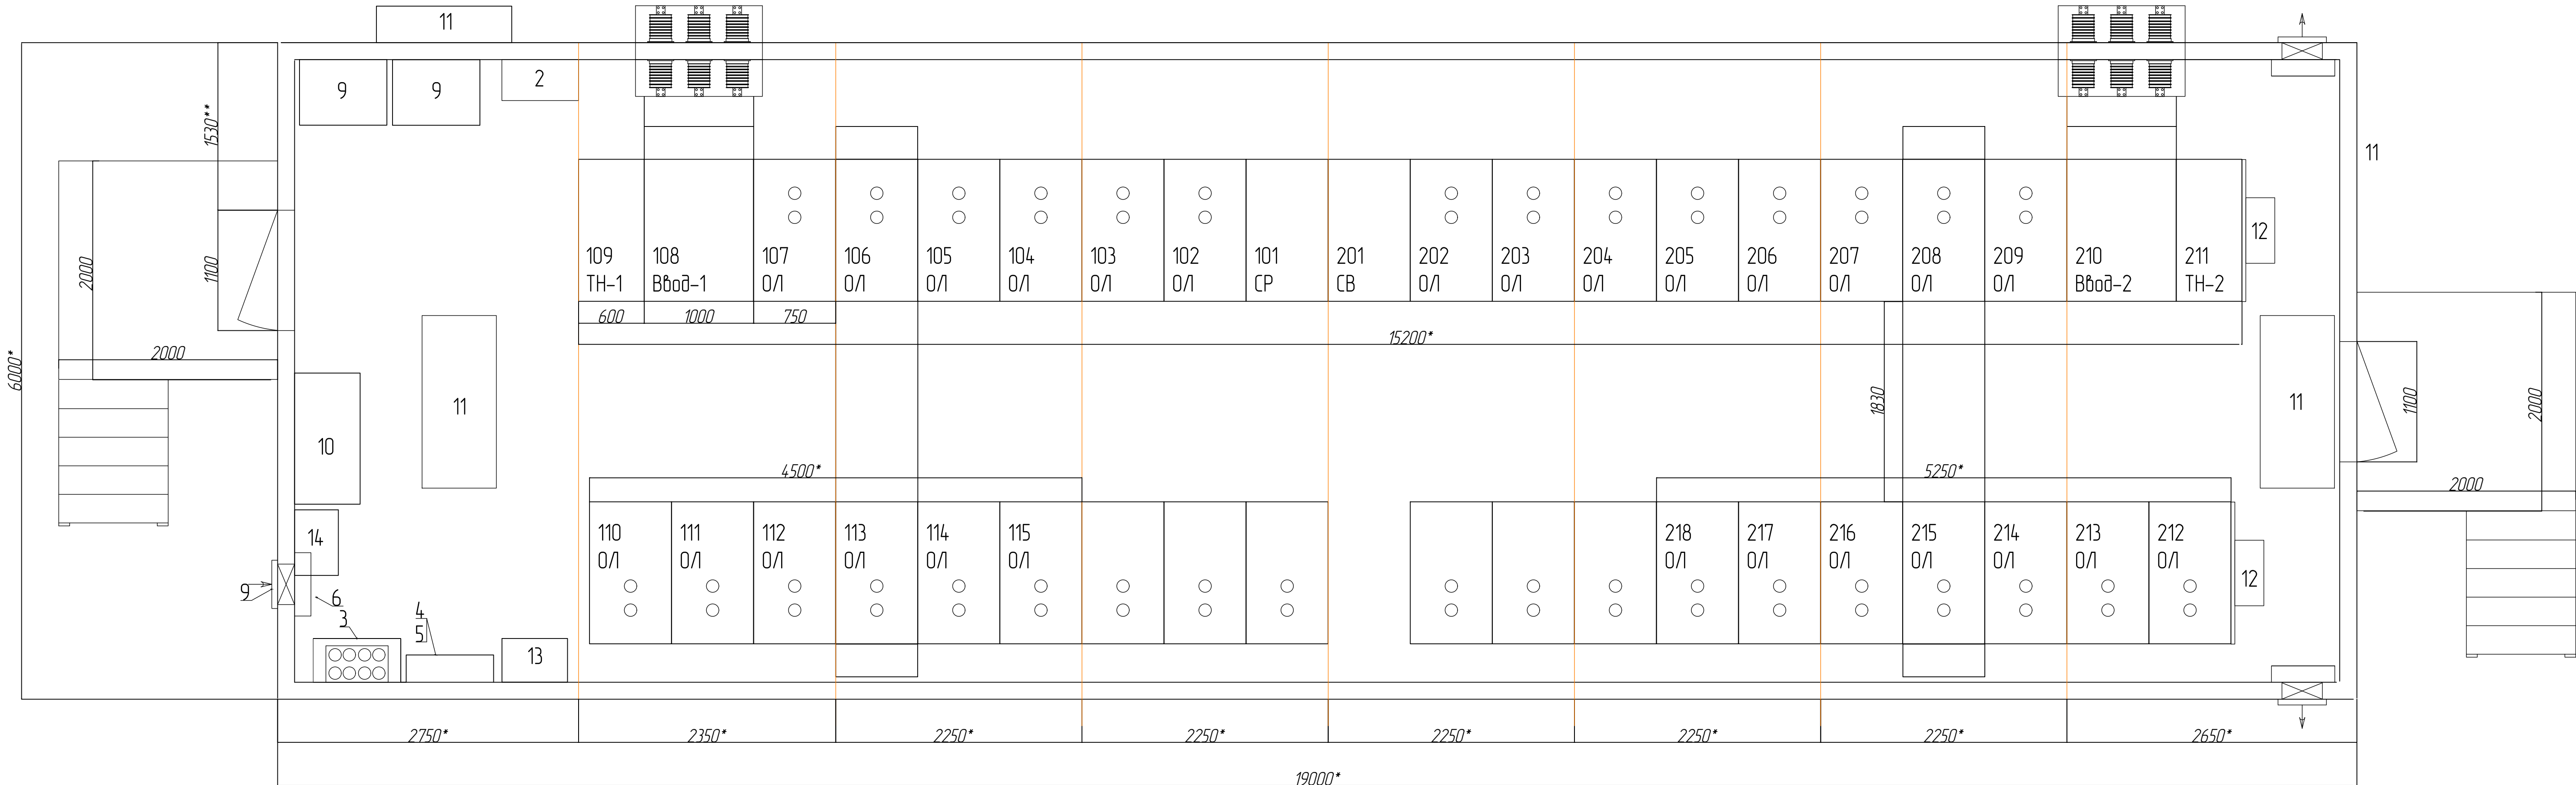 11
9
9
2
1530*
11
2000
1100
109
ТН-1
108
Ввод-1
107
О/Л
106
О/Л
105
О/Л
104
О/Л
103
О/Л
102
О/Л
101
СР
201
СВ
202
О/Л
203
О/Л
204
О/Л
205
О/Л
206
О/Л
207
О/Л
208
О/Л
209
О/Л
210
Ввод-2
211
ТН-2
12
600
1000
750
15200*
6000*
2000
11
10
1830
11
1100
2000
4500*
5250*
2000
110
О/Л
111
О/Л
112
О/Л
113
О/Л
114
О/Л
115
О/Л
218
О/Л
217
О/Л
216
О/Л
215
О/Л
214
О/Л
213
О/Л
212
О/Л
12
14
9
6
3
4
5
13
2750*
2350*
2250*
2250*
2250*
2250*
2250*
2650*
19000*